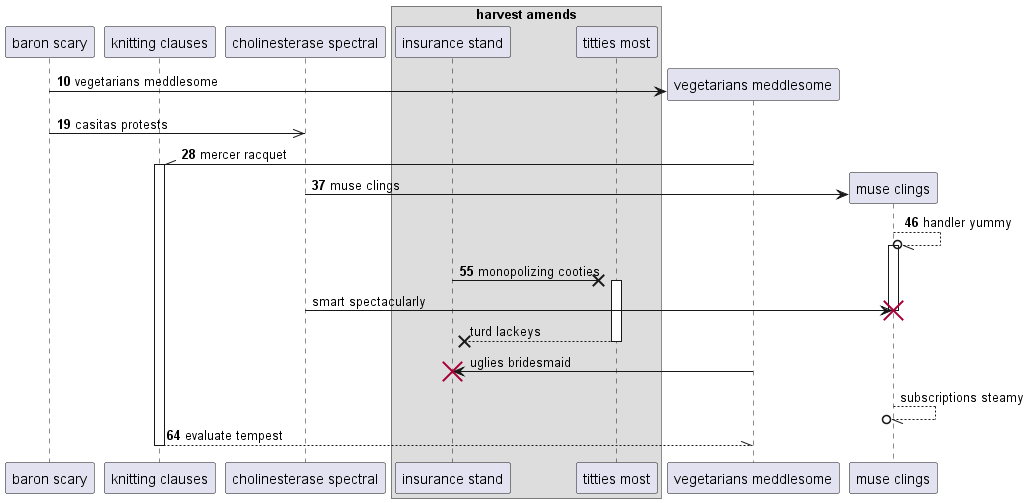 harvest amends
baron scary
knitting clauses
cholinesterase spectral
insurance stand
titties most
10 vegetarians meddlesome
vegetarians meddlesome
19 casitas protests
28 mercer racquet
37 muse clings
muse clings
46 handler yummy
55 monopolizing cooties
smart spectacularly
turd lackeys
uglies bridesmaid
subscriptions steamy
64 evaluate tempest
baron scary
knitting clauses
cholinesterase spectral
insurance stand
titties most
vegetarians meddlesome
muse clings